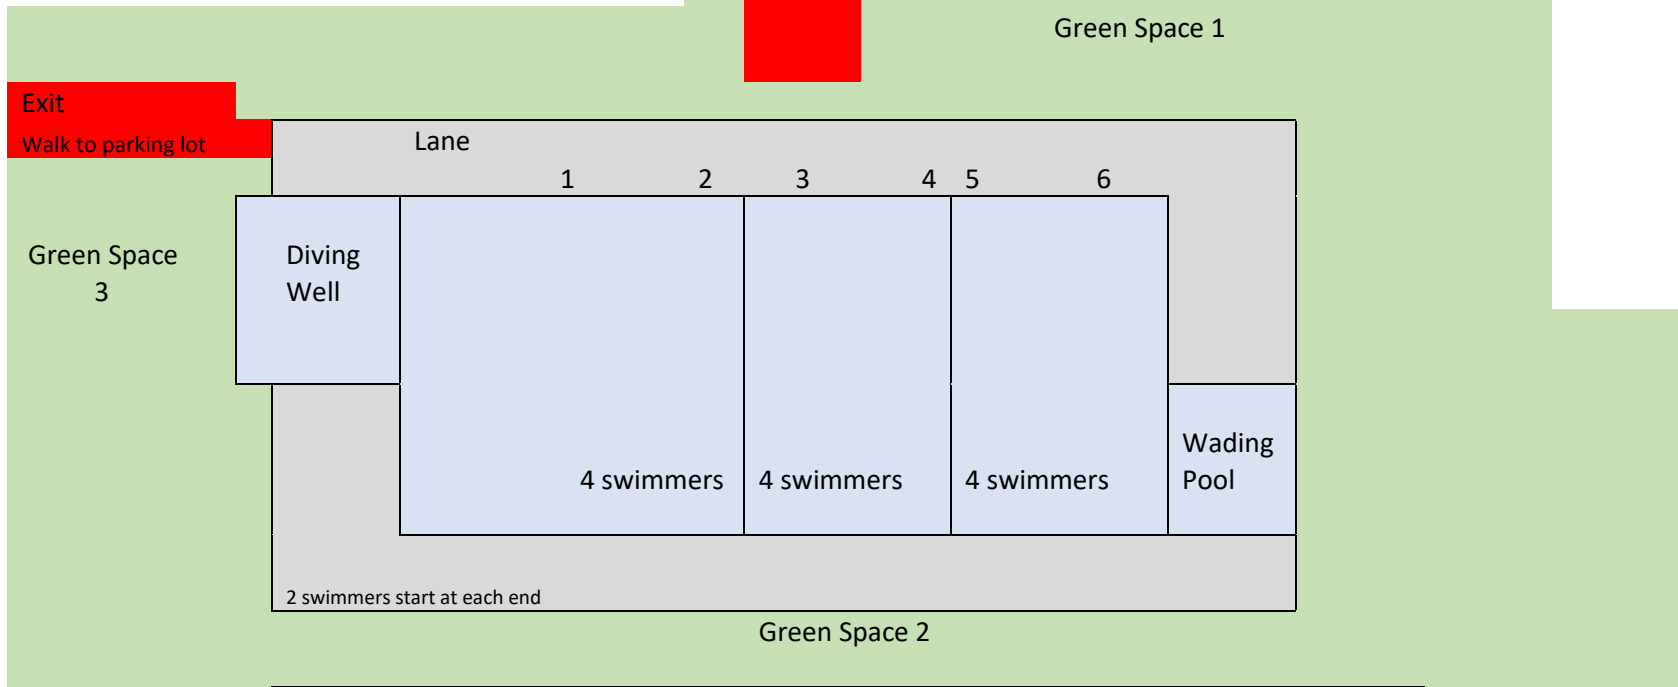 Green Space 1
Exit
Walk to parking lot
Lane
1 2 3 4 5 6
Green Space
3
Diving
Well
4 swimmers 4 swimmers 4 swimmers
Wading
Pool
2 swimmers start at each end
Green Space 2